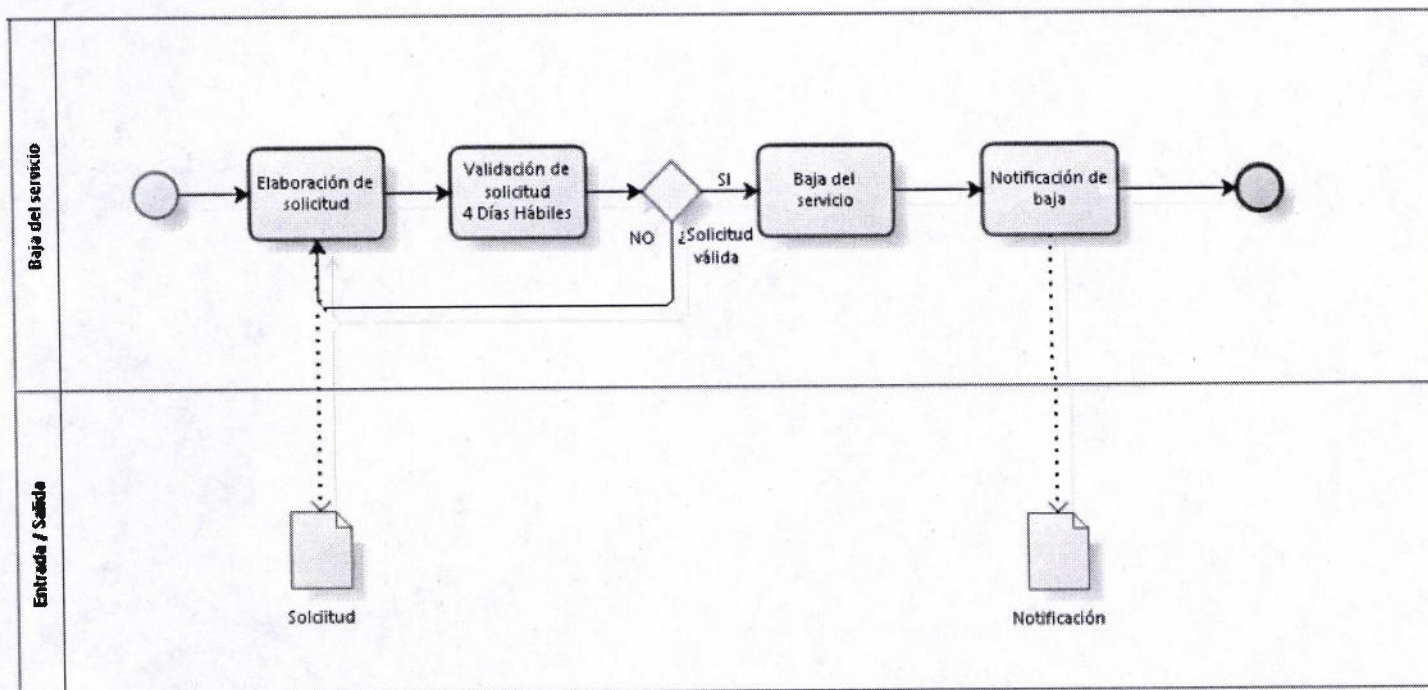 Baja del servicio
Elaboración de
solicitud
Validación de
solicitud
4 Días Hábiles
SI
NO
¿Solicitud
válida
Baja del
servicio
Notificación de
baja
Entrada / Salida
Solciitud
Notificación